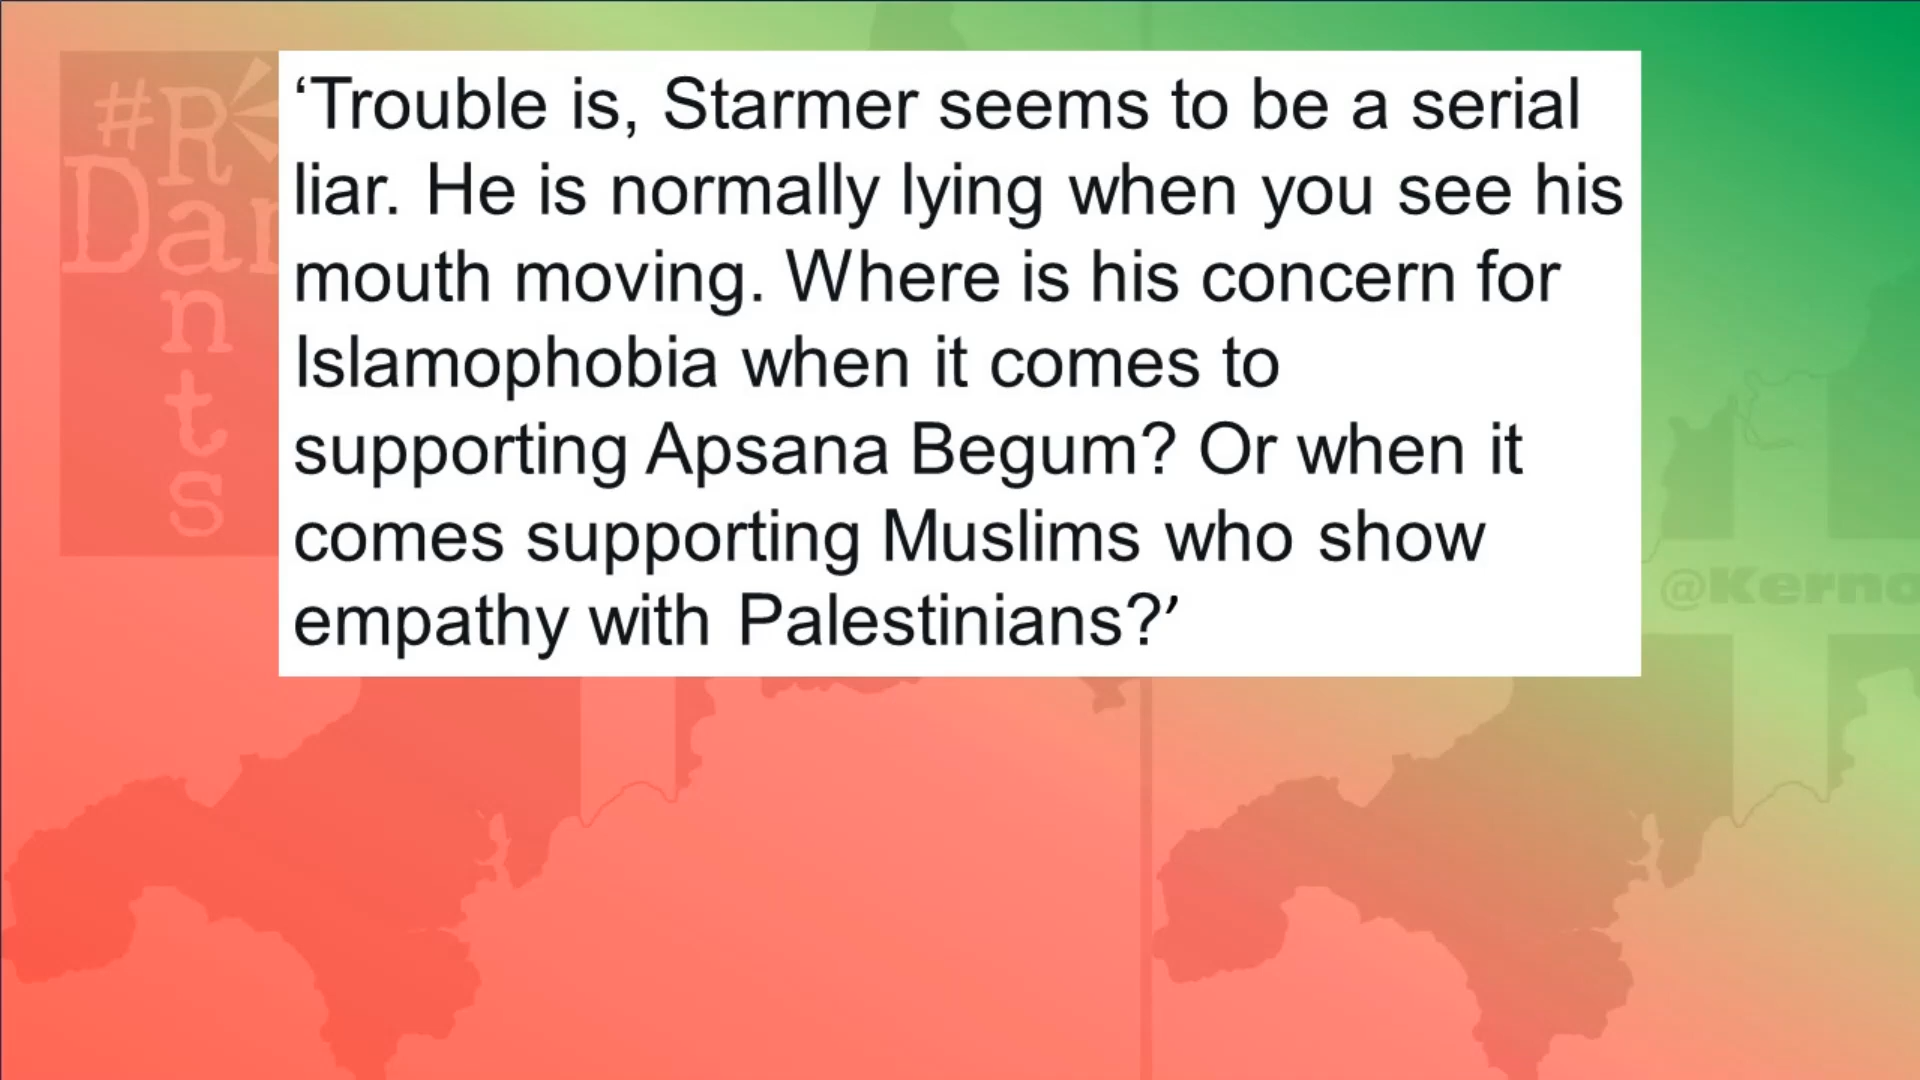 ‘Trouble is, Starmer seems to be a serial
liar. He is normally lying when you see his
mouth moving. Where is his concern for
Islamophobia when it comes to
supporting Apsana Begum? Or when it
comes supporting Muslims who show
empathy with Palestinians?’
#R
Dan
n
t
s
@Kerno